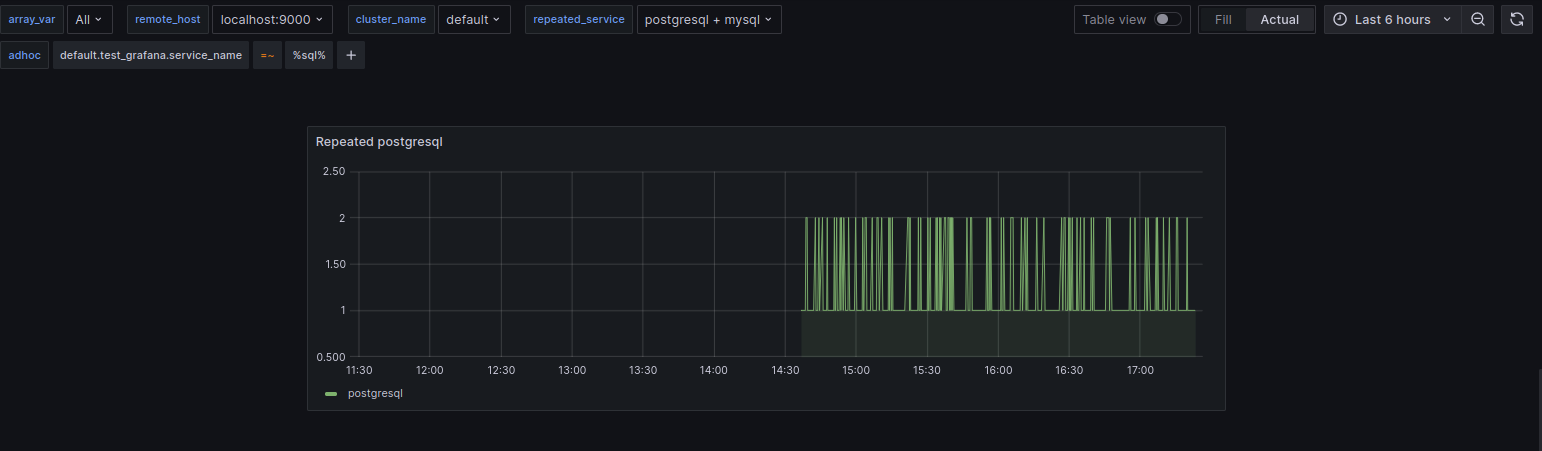 array_var All remote_host localhost:9000 cluster_name default repeated_service postgresql + mysql Table view Fill Actual Last 6 hours
adhoc default.test_grafana.service_name =~ %sql% +
Repeated postgresql
2.50
2
1.50
1
0.500
11:30 12:00 12:30 13:00 13:30 14:00 14:30 15:00 15:30 16:00 16:30 17:00
postgresql